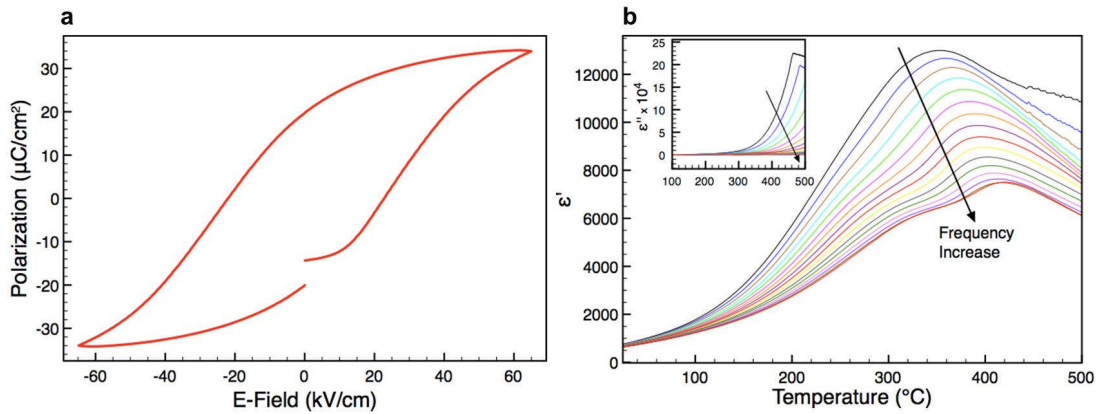 a
Polarization (µC/cm²)
30
20
10
0
-10
-20
-30
-60 -40 -20 0 20 40 60
E-Field (kV/cm)
b
ε'
12000
10000
8000
6000
4000
2000
0
100 200 300 400 500
Temperature (°C)
ε'' x 10⁴
25
20
15
10
5
0
100 200 300 400 500
Frequency
Increase